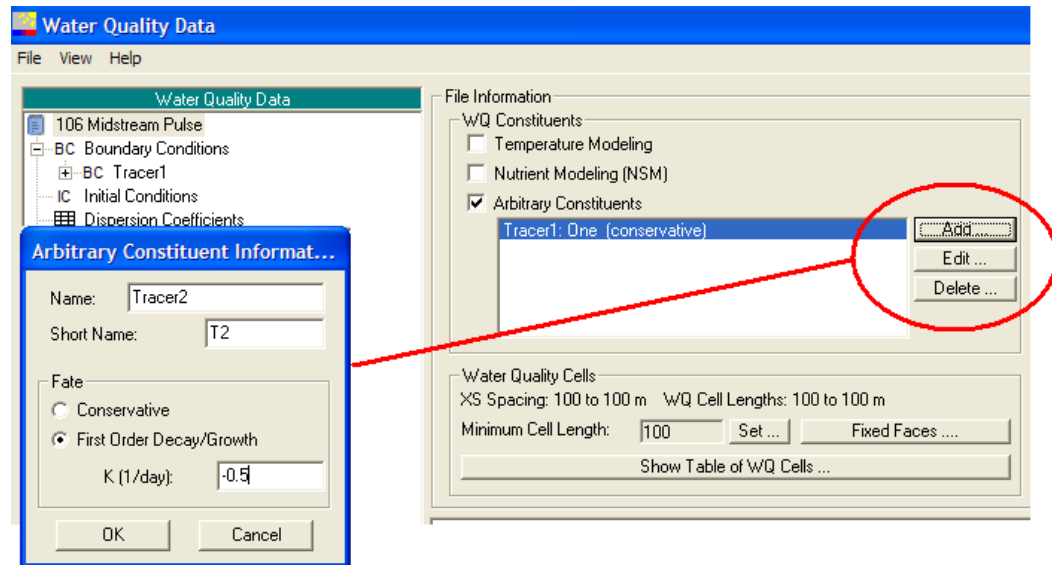 Water Quality Data
File View Help
Water Quality Data
106 Midstream Pulse
BC Boundary Conditions
BC Tracer1
IC Initial Conditions
Dispersion Coefficients
File Information
WQ Constituents
Temperature Modeling
Nutrient Modeling (NSM)
Arbitrary Constituents
Tracer1: One (conservative)
Add......
Edit ...
Delete ...
Water Quality Cells
XS Spacing: 100 to 100 m WQ Cell Lengths: 100 to 100 m
Minimum Cell Length: 100 Set ... Fixed Faces ....
Show Table of WQ Cells ...
Arbitrary Constituent Informat...
Name: Tracer2
Short Name: T2
Fate
Conservative
First Order Decay/Growth
K (1/day): -0.5
OK Cancel